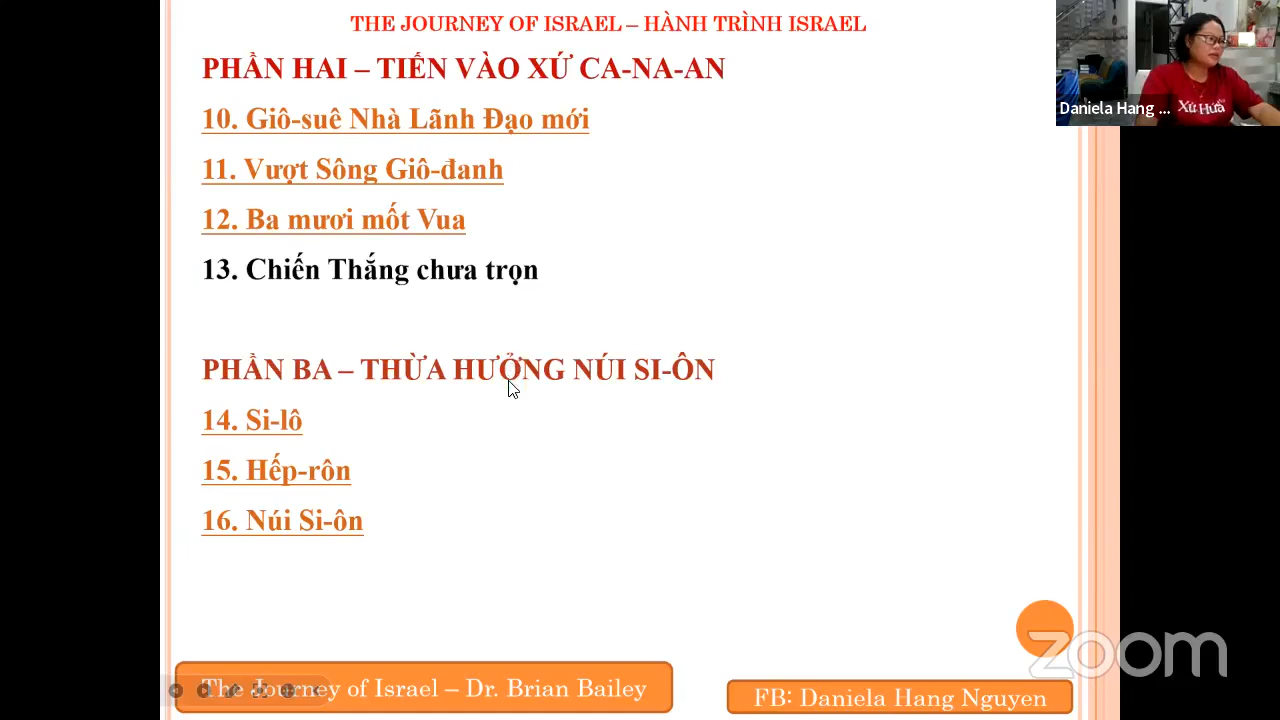 THE JOURNEY OF ISRAEL – HÀNH TRÌNH ISRAEL
PHẦN HAI – TIẾN VÀO XỨ CA-NA-AN
10. Giô-suê Nhà Lãnh Đạo mới
11. Vượt Sông Giô-đanh
12. Ba mươi mốt Vua
13. Chiến Thắng chưa trọn
PHẦN BA – THỪA HƯỞNG NÚI SI-ÔN
14. Si-lô
15. Hếp-rôn
16. Núi Si-ôn
The Journey of Israel – Dr. Brian Bailey
FB: Daniela Hang Nguyen
Xứ Hứa
Daniela Hang ...
zoom